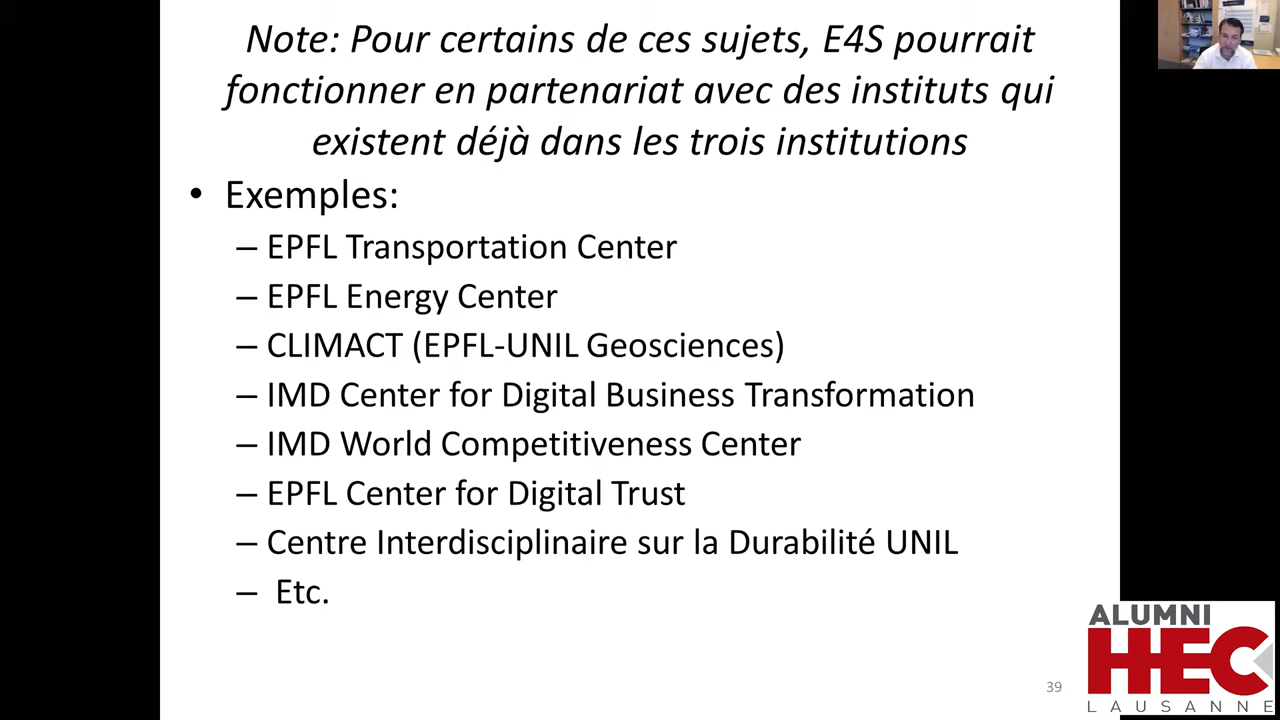 Note: Pour certains de ces sujets, E4S pourrait
fonctionner en partenariat avec des instituts qui
existent déjà dans les trois institutions
• Exemples:
– EPFL Transportation Center
– EPFL Energy Center
– CLIMACT (EPFL-UNIL Geosciences)
– IMD Center for Digital Business Transformation
– IMD World Competitiveness Center
– EPFL Center for Digital Trust
– Centre Interdisciplinaire sur la Durabilité UNIL
– Etc.
39
ALUMNI
HEC
LAUSANNE